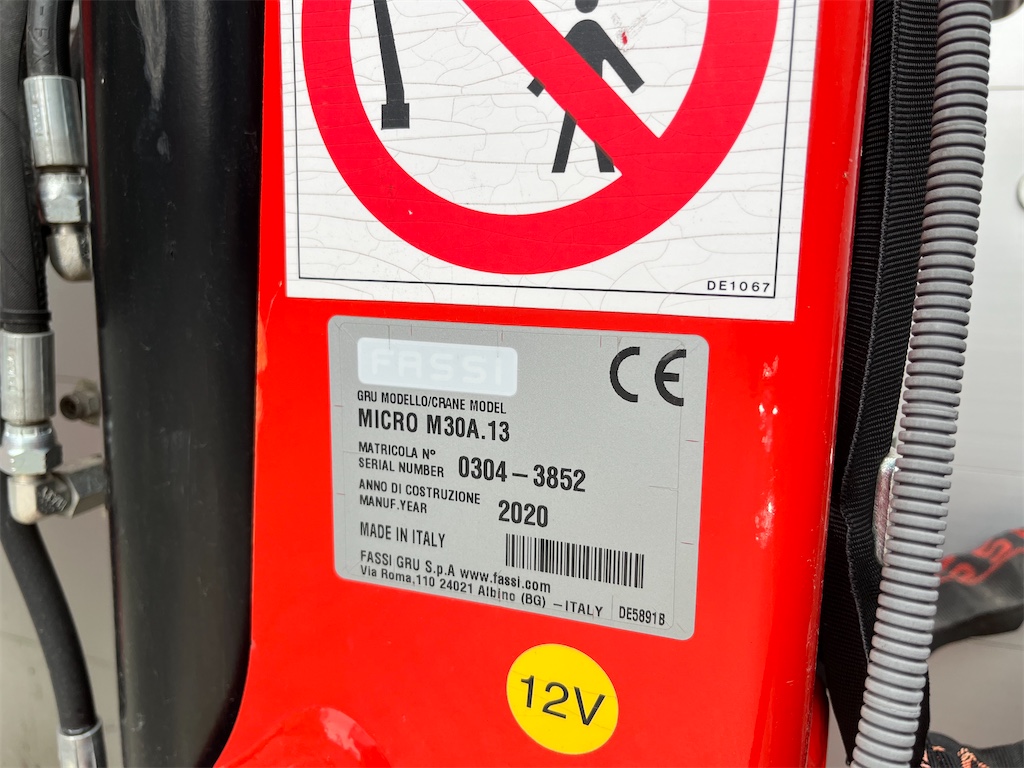 DE1067
FASSI
GRU MODELLO/CRANE MODEL
MICRO M30A.13
MATRICOLA N°
SERIAL NUMBER 0304-3852
ANNO DI COSTRUZIONE
MANUF.YEAR 2020
MADE IN ITALY
FASSI GRU S.p.A www.fassi.com
Via Roma,110 24021 Albino (BG) -ITALY
DE5891B
CE
12V